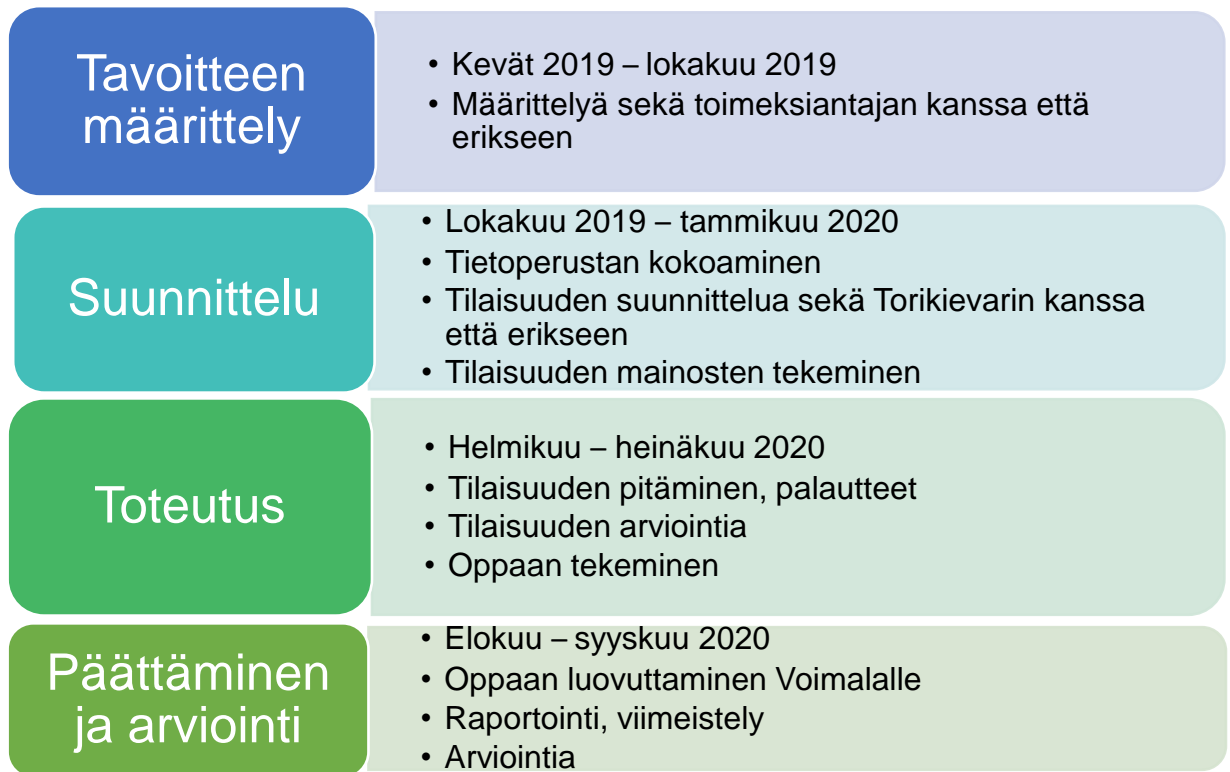 Tavoitteen
määrittely
• Kevät 2019 – lokakuu 2019
• Määrittelyä sekä toimeksiantajan kanssa että
erikseen
Suunnittelu
• Lokakuu 2019 – tammikuu 2020
• Tietoperustan kokoaminen
• Tilaisuuden suunnittelua sekä Torikievarin kanssa
että erikseen
• Tilaisuuden mainosten tekeminen
Toteutus
• Helmikuu – heinäkuu 2020
• Tilaisuuden pitäminen, palautteet
• Tilaisuuden arviointia
• Oppaan tekeminen
Päättäminen
ja arviointi
• Elokuu – syyskuu 2020
• Oppaan luovuttaminen Voimalalle
• Raportointi, viimeistely
• Arviointia